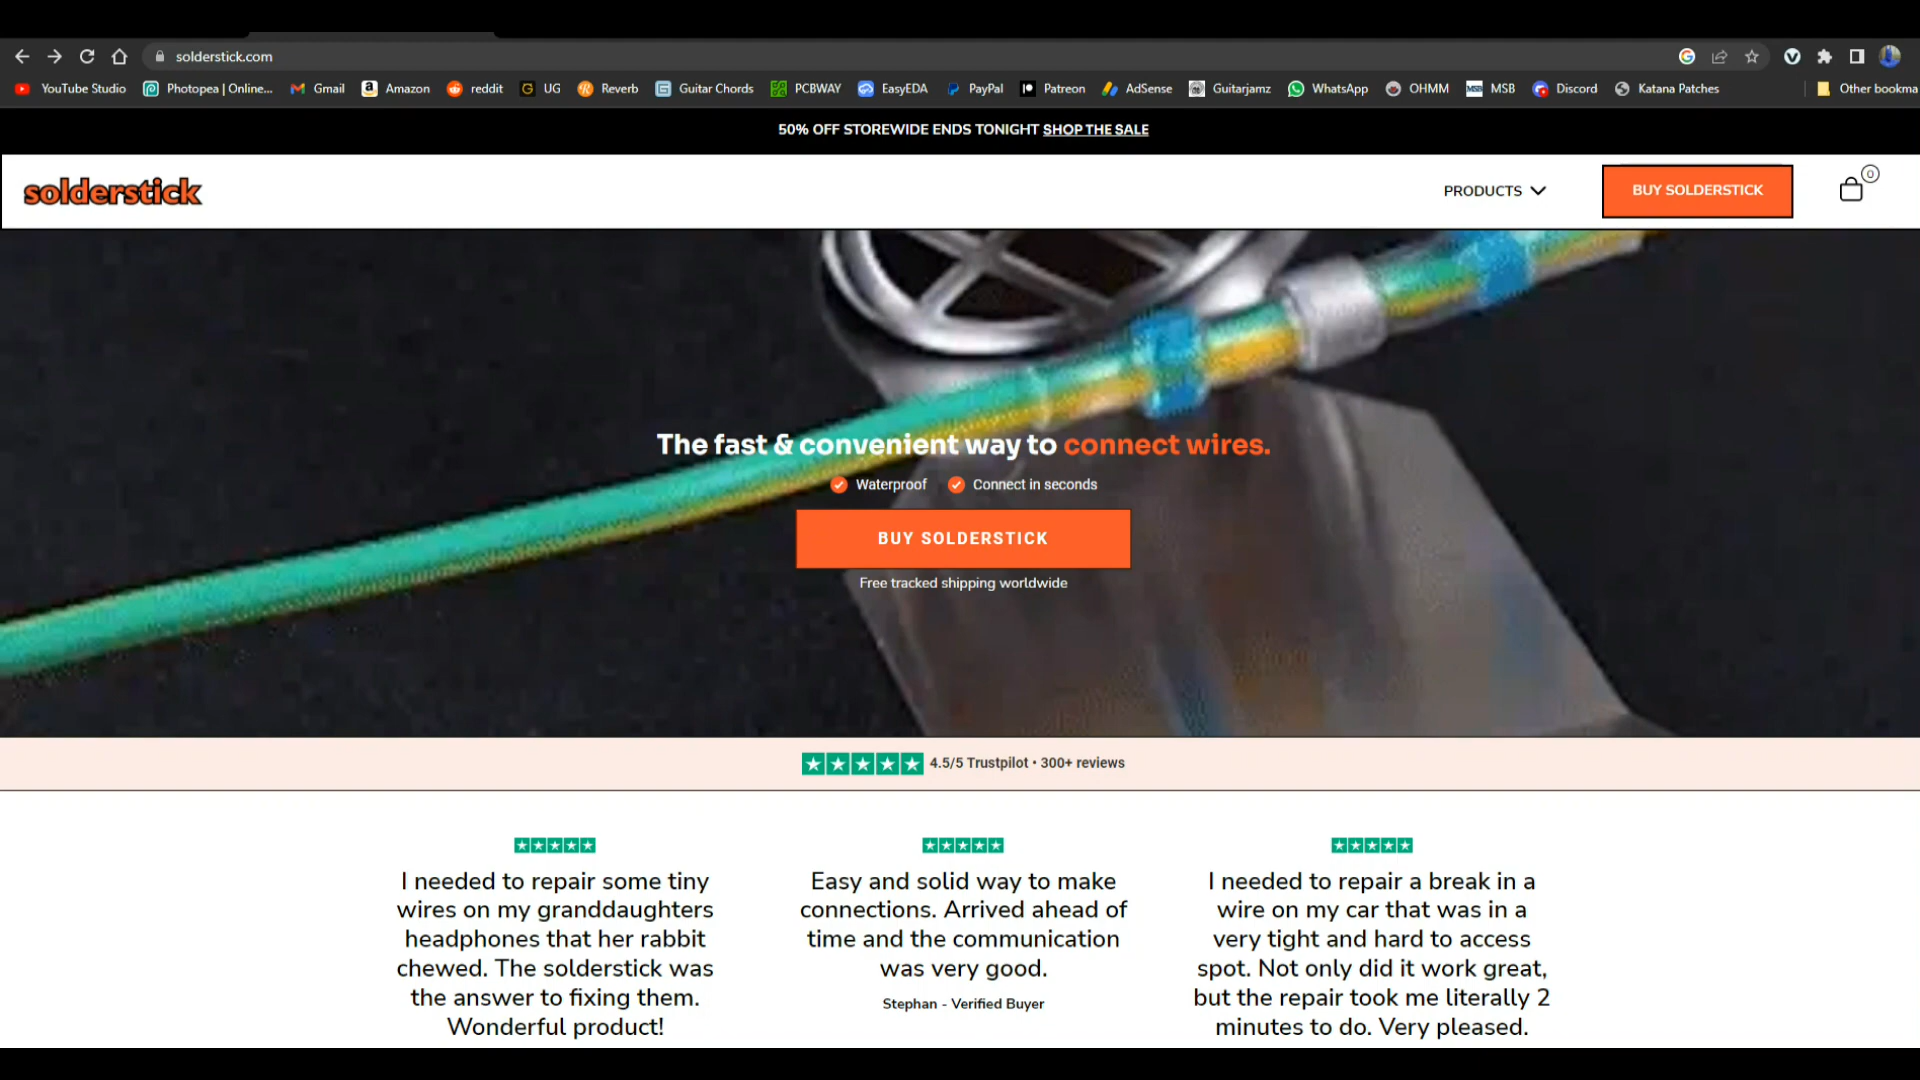 solderstick.com
YouTube Studio Photopea | Online... Gmail Amazon reddit UG Reverb Guitar Chords PCBWAY EasyEDA PayPal Patreon AdSense Guitarjamz WhatsApp OHMM MSB Discord Katana Patches Other bookma
50% OFF STOREWIDE ENDS TONIGHT SHOP THE SALE
solderstick PRODUCTS BUY SOLDERSTICK 0
The fast & convenient way to connect wires.
Waterproof Connect in seconds
BUY SOLDERSTICK
Free tracked shipping worldwide
4.5/5 Trustpilot • 300+ reviews
I needed to repair some tiny
wires on my granddaughters
headphones that her rabbit
chewed. The solderstick was
the answer to fixing them.
Wonderful product!
Easy and solid way to make
connections. Arrived ahead of
time and the communication
was very good.
Stephan - Verified Buyer
I needed to repair a break in a
wire on my car that was in a
very tight and hard to access
spot. Not only did it work great,
but the repair took me literally 2
minutes to do. Very pleased.